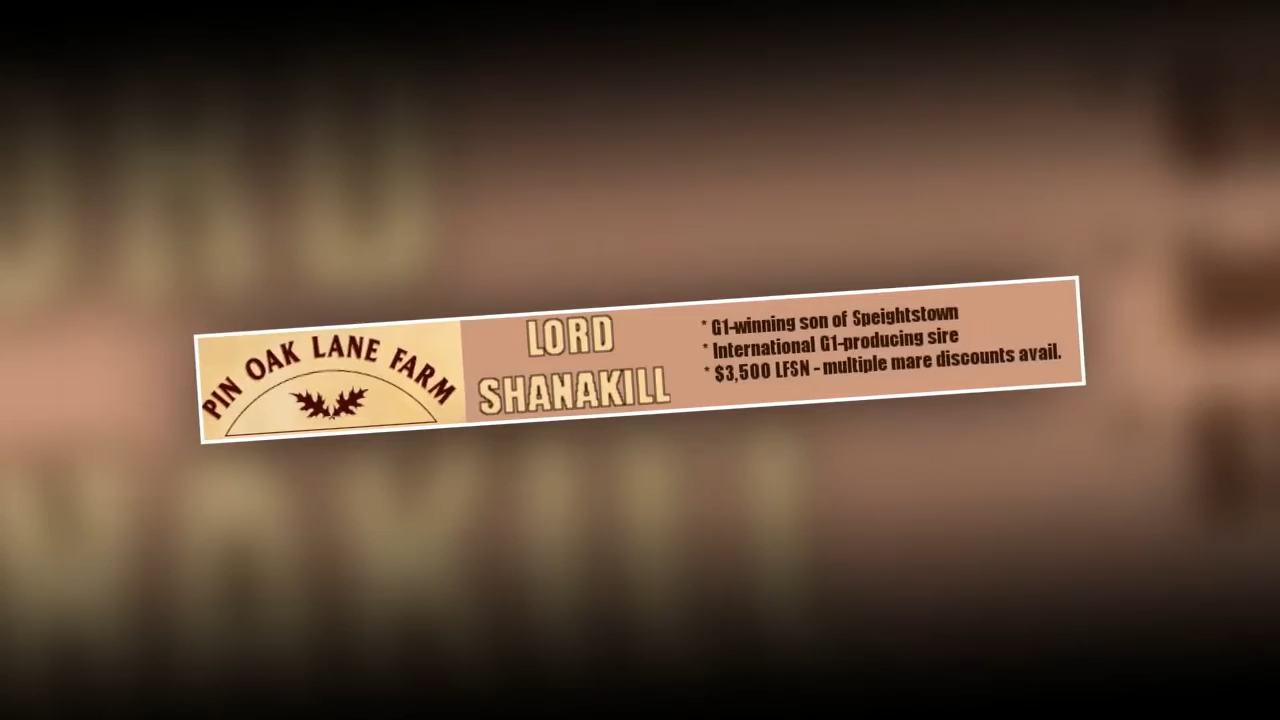 PIN OAK LANE FARM
LORD
SHANAKILL
* G1-winning son of Speightstown
* International G1-producing sire
* $3,500 LFSN - multiple mare discounts avail.